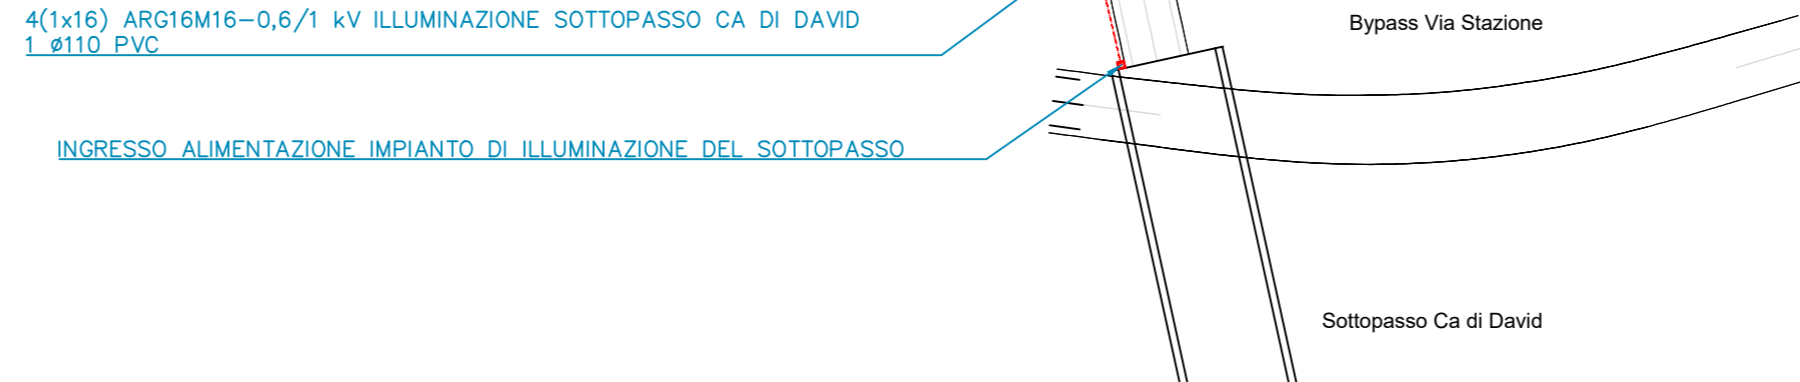 4(1x16) ARG16M16-0,6/1 kV ILLUMINAZIONE SOTTOPASSO CA DI DAVID
1 ø110 PVC
Bypass Via Stazione
INGRESSO ALIMENTAZIONE IMPIANTO DI ILLUMINAZIONE DEL SOTTOPASSO
Sottopasso Ca di David